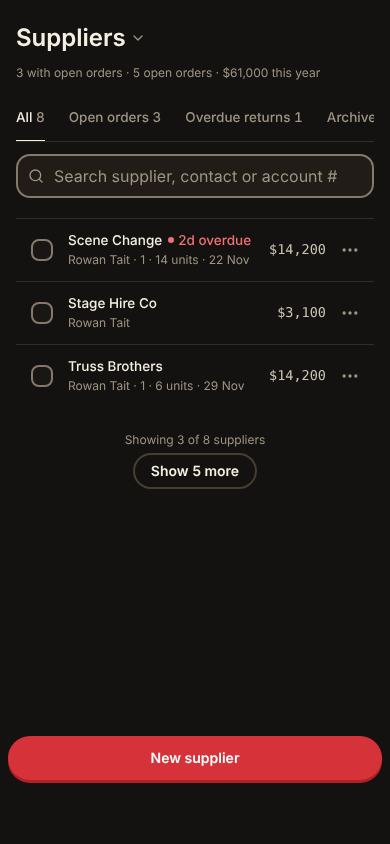 Suppliers
3 with open orders · 5 open orders · $61,000 this year
All 8 Open orders 3 Overdue returns 1 Archive
Search supplier, contact or account #
Scene Change • 2d overdue
Rowan Tait · 1 · 14 units · 22 Nov
$14,200
Stage Hire Co
Rowan Tait
$3,100
Truss Brothers
Rowan Tait · 1 · 6 units · 29 Nov
$14,200
Showing 3 of 8 suppliers
Show 5 more
New supplier